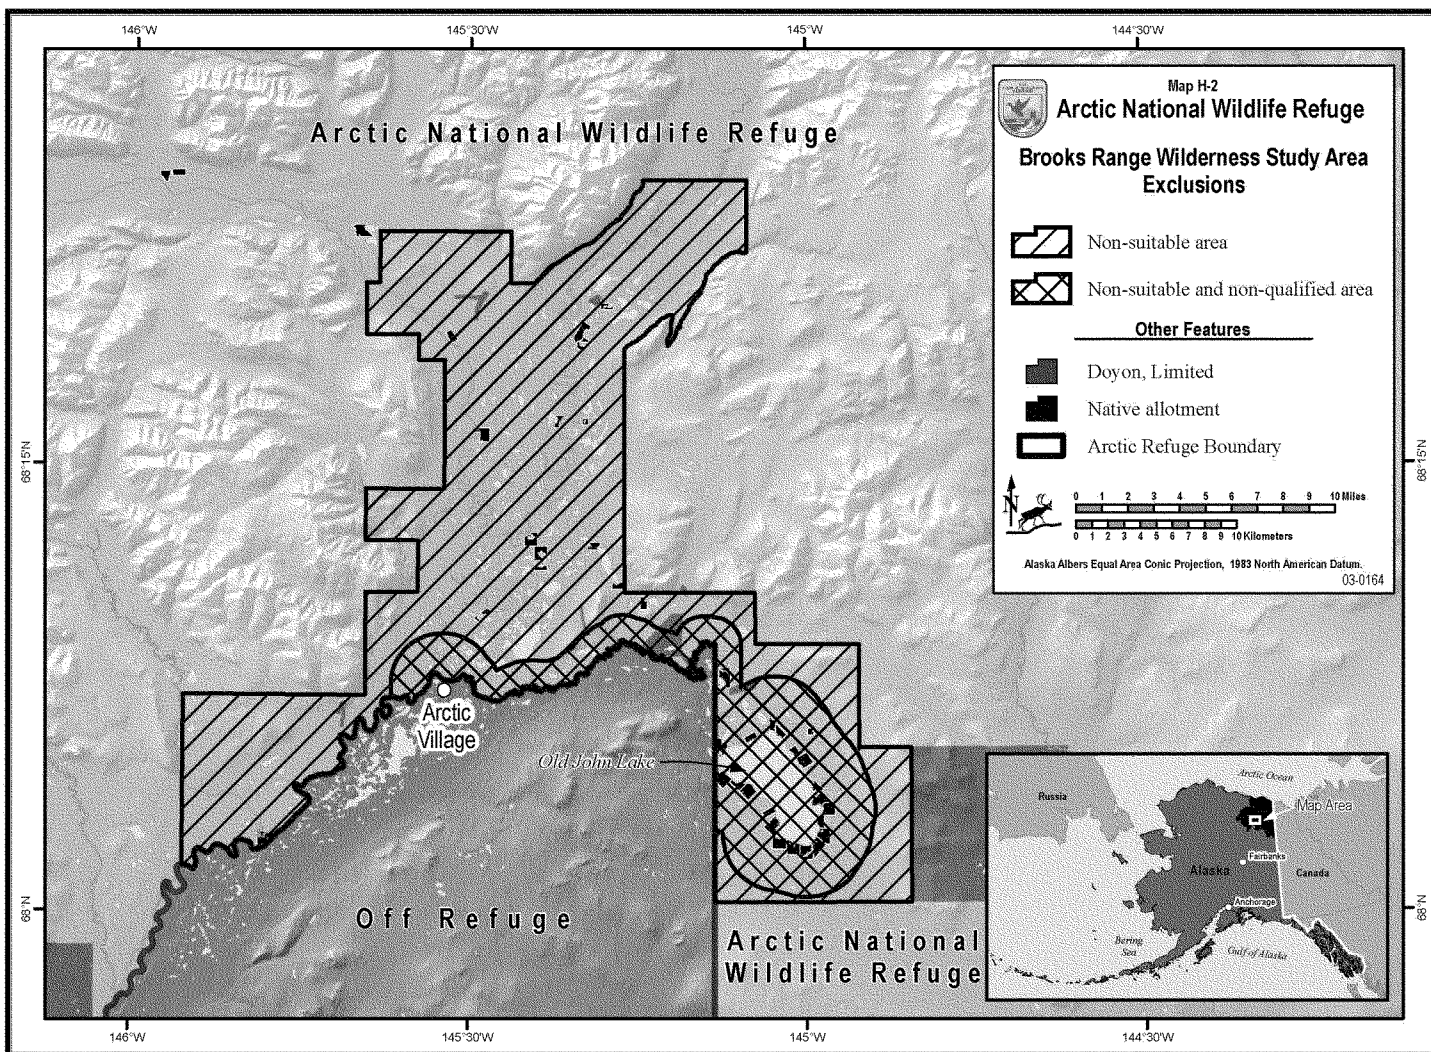 146°W 145°30'W 145°W 144°30'W
Arctic National Wildlife Refuge
Map H-2
Arctic National Wildlife Refuge
Brooks Range Wilderness Study Area
Exclusions
Non-suitable area
Non-suitable and non-qualified area
Other Features
Doyon, Limited
Native allotment
Arctic Refuge Boundary
N
0 1 2 3 4 5 6 7 8 9 10 Miles
0 1 2 3 4 5 6 7 8 9 10 Kilometers
Alaska Albers Equal Area Conic Projection, 1983 North American Datum.
03-0164
68°15'N
68°15'N
Arctic
Village
Old John Lake
Off Refuge
Arctic National
Wildlife Refuge
68°N
68°N
Arctic Ocean
Russia
Map Area
Fairbanks
Alaska
Canada
Anchorage
Bering
Sea
Gulf of Alaska
146°W 145°30'W 145°W 144°30'W